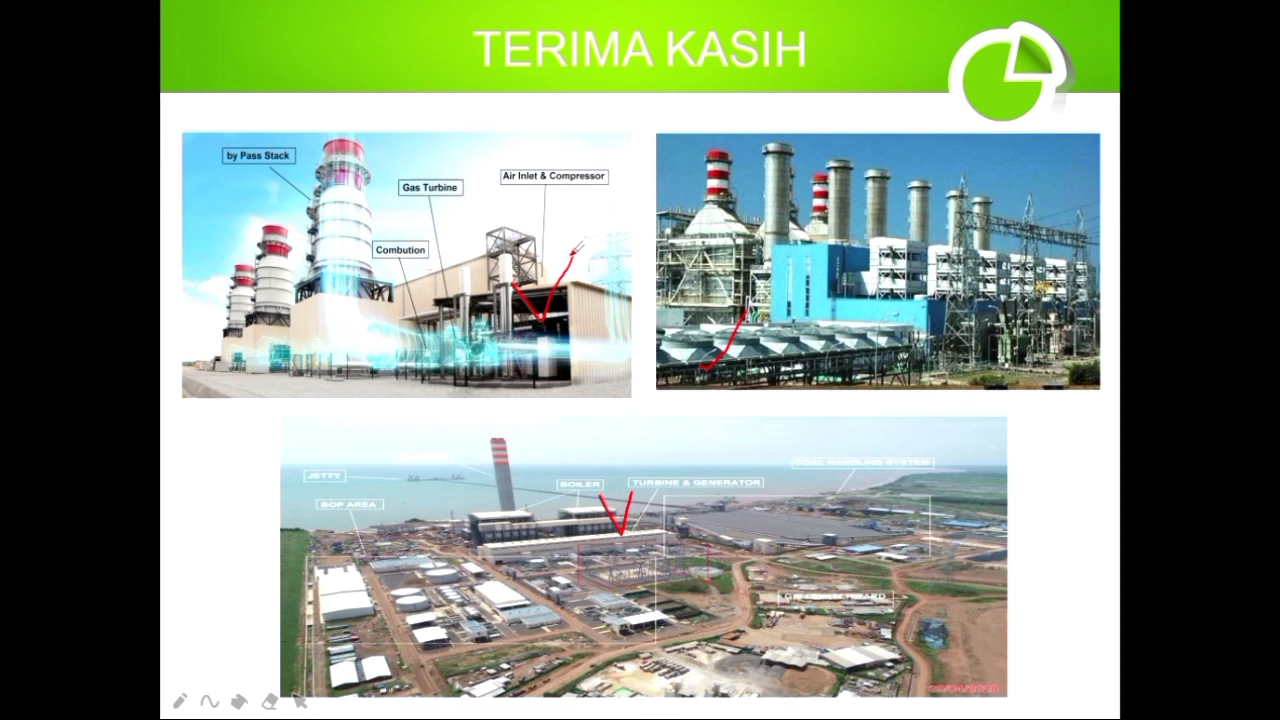 TERIMA KASIH
by Pass Stack
Gas Turbine
Air Inlet & Compressor
Combution
JETTY
BOP AREA
BOILER
TURBINE & GENERATOR
COAL HANDLING SYSTEM